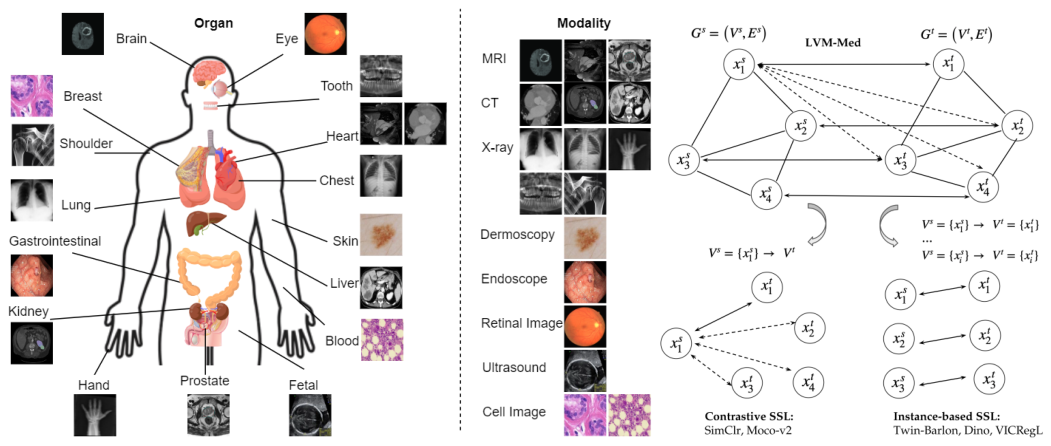 Organ
Brain
Eye
Breast
Tooth
Shoulder
Heart
Lung
Chest
Gastrointestinal
Skin
Liver
Kidney
Blood
Hand
Prostate
Fetal
Modality
MRI
CT
X-ray
Dermoscopy
Endoscope
Retinal Image
Ultrasound
Cell Image
G^s = (V^s, E^s)
LVM-Med
G^t = (V^t, E^t)
x_1^s
x_1^t
x_2^s
x_2^t
x_3^s
x_3^t
x_4^s
x_4^t
V^s = {x_1^s} → V^t
x_1^t
x_2^t
x_1^s
x_3^t
x_4^t
Contrastive SSL:
SimClr, Moco-v2
V^s = {x_1^s} → V^t = {x_1^t}
...
V^s = {x_i^s} → V^t = {x_i^t}
x_1^s
x_1^t
x_2^s
x_2^t
x_3^s
x_3^t
Instance-based SSL:
Twin-Barlon, Dino, VICRegL